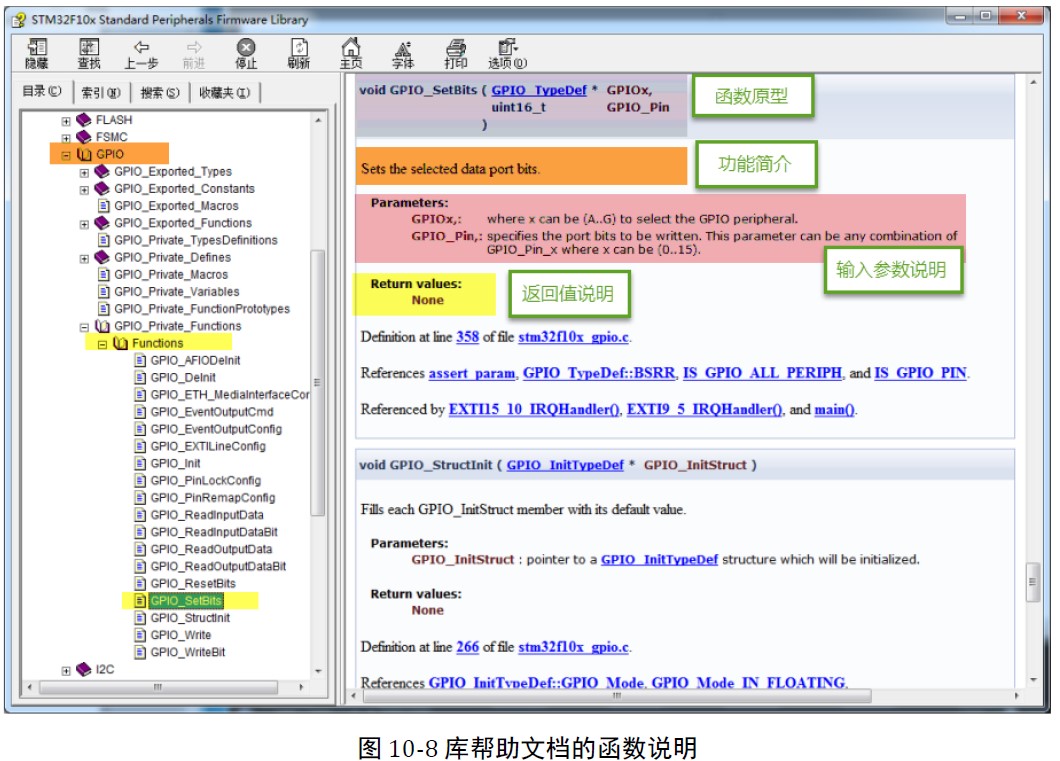 STM32F10x Standard Peripherals Firmware Library
隐藏 查找 上一步 前进 停止 刷新 主页 字体 打印 选项(O)
目录(C) 索引(N) 搜索(S) 收藏夹(I)
FLASH
FSMC
GPIO
GPIO_Exported_Types
GPIO_Exported_Constants
GPIO_Exported_Macros
GPIO_Exported_Functions
GPIO_Private_TypesDefinitions
GPIO_Private_Defines
GPIO_Private_Macros
GPIO_Private_Variables
GPIO_Private_FunctionPrototypes
GPIO_Private_Functions
Functions
GPIO_AFIODeInit
GPIO_DeInit
GPIO_ETH_MediaInterfaceCor
GPIO_EventOutputCmd
GPIO_EventOutputConfig
GPIO_EXTILineConfig
GPIO_Init
GPIO_PinLockConfig
GPIO_PinRemapConfig
GPIO_ReadInputData
GPIO_ReadInputDataBit
GPIO_ReadOutputData
GPIO_ReadOutputDataBit
GPIO_ResetBits
GPIO_SetBits
GPIO_StructInit
GPIO_Write
GPIO_WriteBit
I2C
void GPIO_SetBits ( GPIO_TypeDef * GPIOx,
uint16_t GPIO_Pin
)
函数原型
Sets the selected data port bits.
功能简介
Parameters:
GPIOx,: where x can be (A..G) to select the GPIO peripheral.
GPIO_Pin,: specifies the port bits to be written. This parameter can be any combination of
GPIO_Pin_x where x can be (0..15).
输入参数说明
Return values:
None
返回值说明
Definition at line 358 of file stm32f10x_gpio.c.
References assert_param, GPIO_TypeDef::BSRR, IS_GPIO_ALL_PERIPH, and IS_GPIO_PIN.
Referenced by EXTI15_10_IRQHandler(), EXTI9_5_IRQHandler(), and main().
void GPIO_StructInit ( GPIO_InitTypeDef * GPIO_InitStruct )
Fills each GPIO_InitStruct member with its default value.
Parameters:
GPIO_InitStruct : pointer to a GPIO_InitTypeDef structure which will be initialized.
Return values:
None
Definition at line 266 of file stm32f10x_gpio.c.
References GPIO_InitTypeDef::GPIO_Mode, GPIO_Mode_IN_FLOATING,
图 10-8 库帮助文档的函数说明